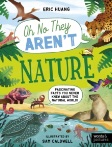 ERIC HUANG
Oh No They
AREN'T
NATURE
FASCINATING
FACTS YOU NEVER
KNEW ABOUT THE
NATURAL WORLD
ILLUSTRATED BY
SAM CALDWELL